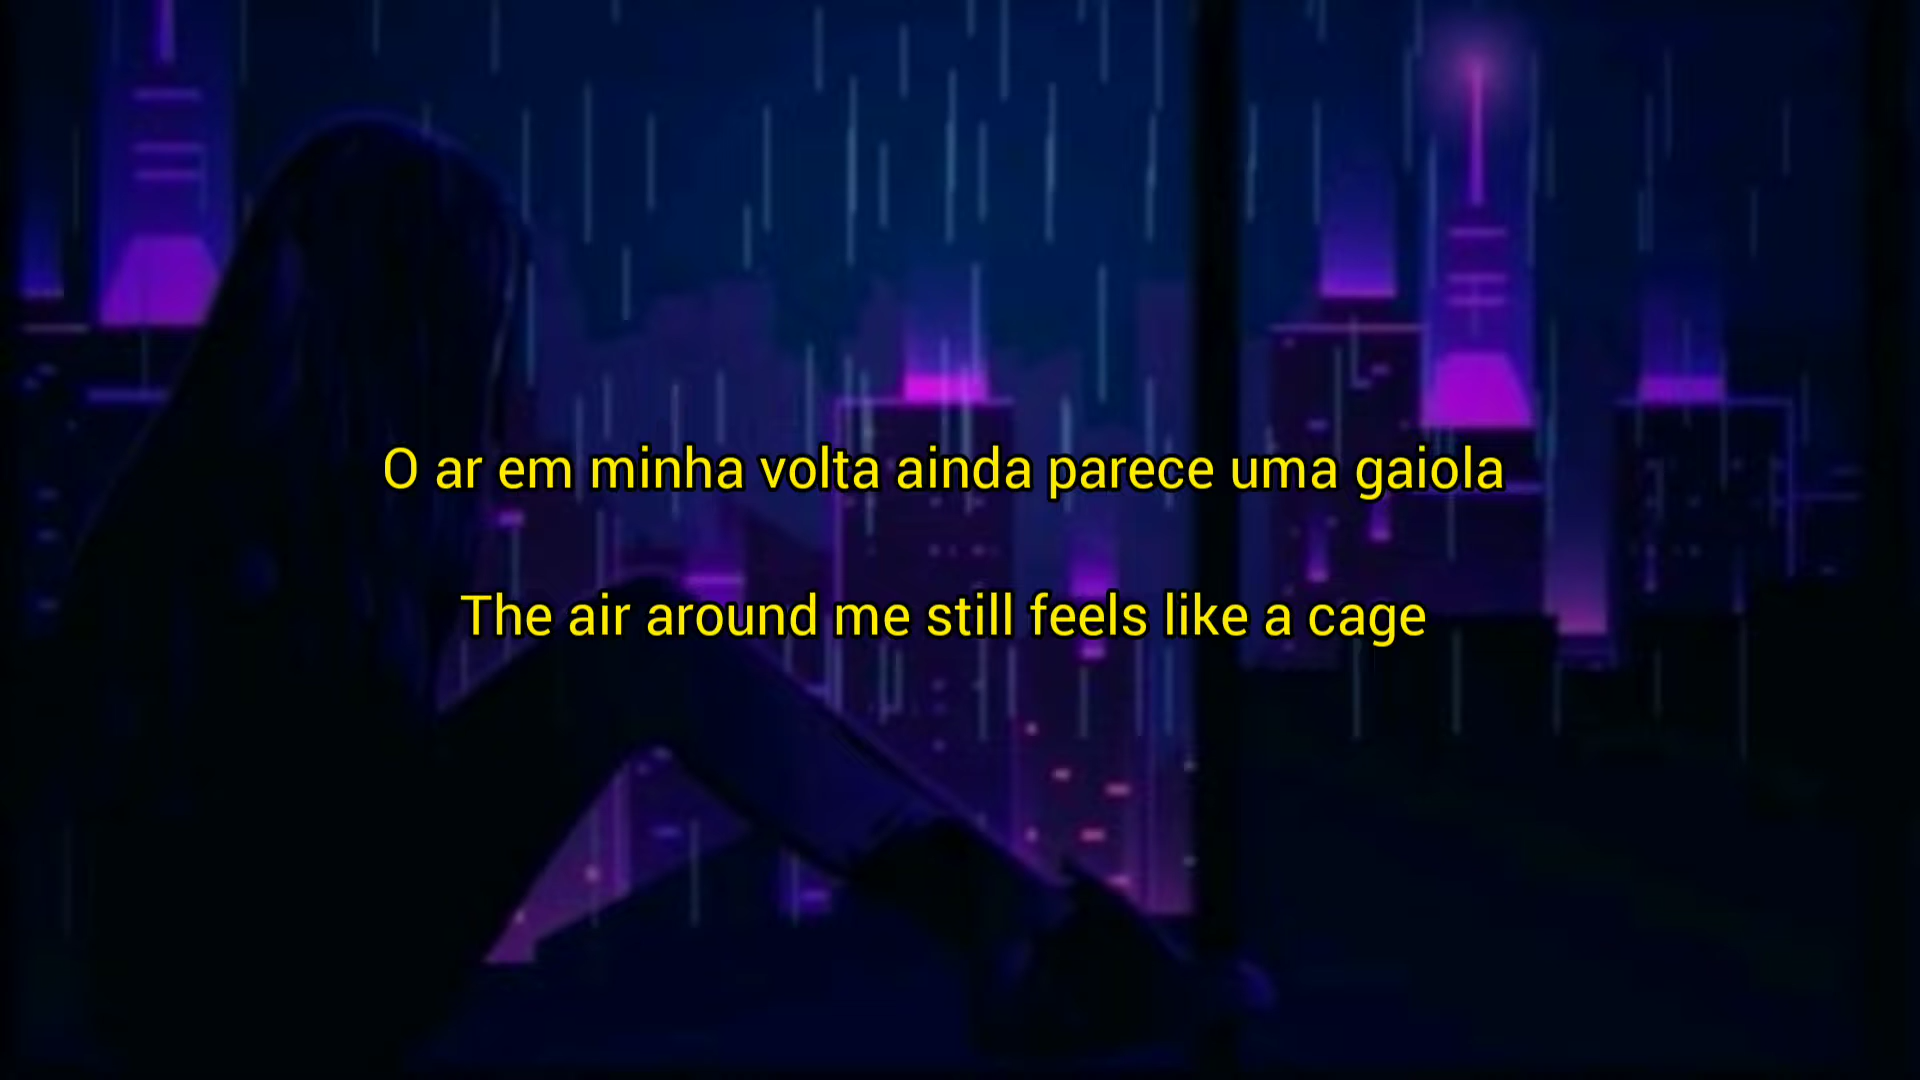 O ar em minha volta ainda parece uma gaiola
The air around me still feels like a cage